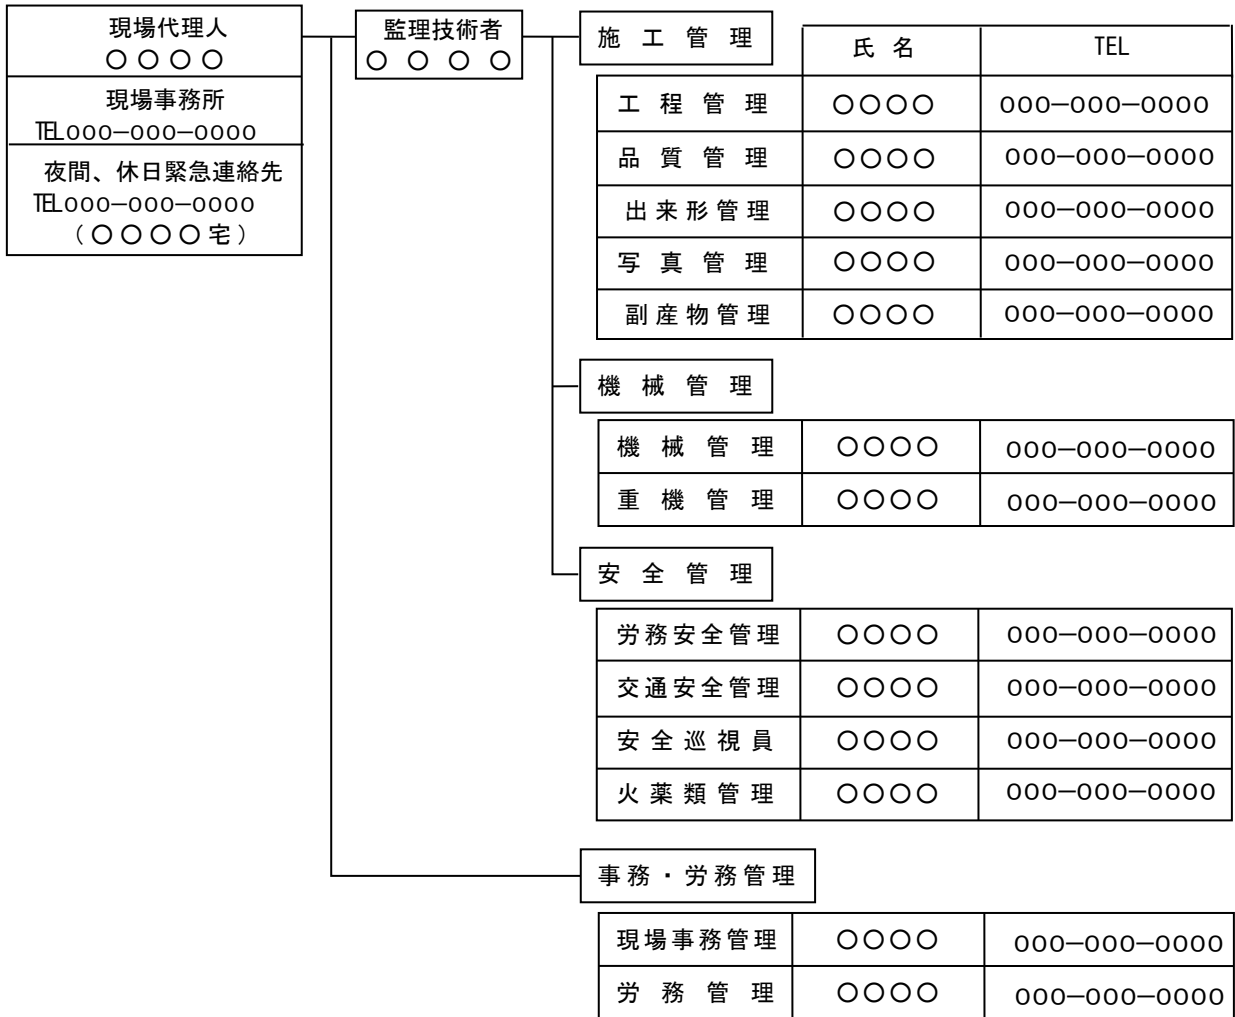 現場代理人
○○○○
現場事務所
TEL000−000−0000
夜間、休日緊急連絡先
TEL000−000−0000
(○○○○宅)
監理技術者
○○○○
施工管理
氏名 TEL
工程管理 ○○○○ 000−000−0000
品質管理 ○○○○ 000−000−0000
出来形管理 ○○○○ 000−000−0000
写真管理 ○○○○ 000−000−0000
副産物管理 ○○○○ 000−000−0000
機械管理
機械管理 ○○○○ 000−000−0000
重機管理 ○○○○ 000−000−0000
安全管理
労務安全管理 ○○○○ 000−000−0000
交通安全管理 ○○○○ 000−000−0000
安全巡視員 ○○○○ 000−000−0000
火薬類管理 ○○○○ 000−000−0000
事務・労務管理
現場事務管理 ○○○○ 000−000−0000
労務管理 ○○○○ 000−000−0000